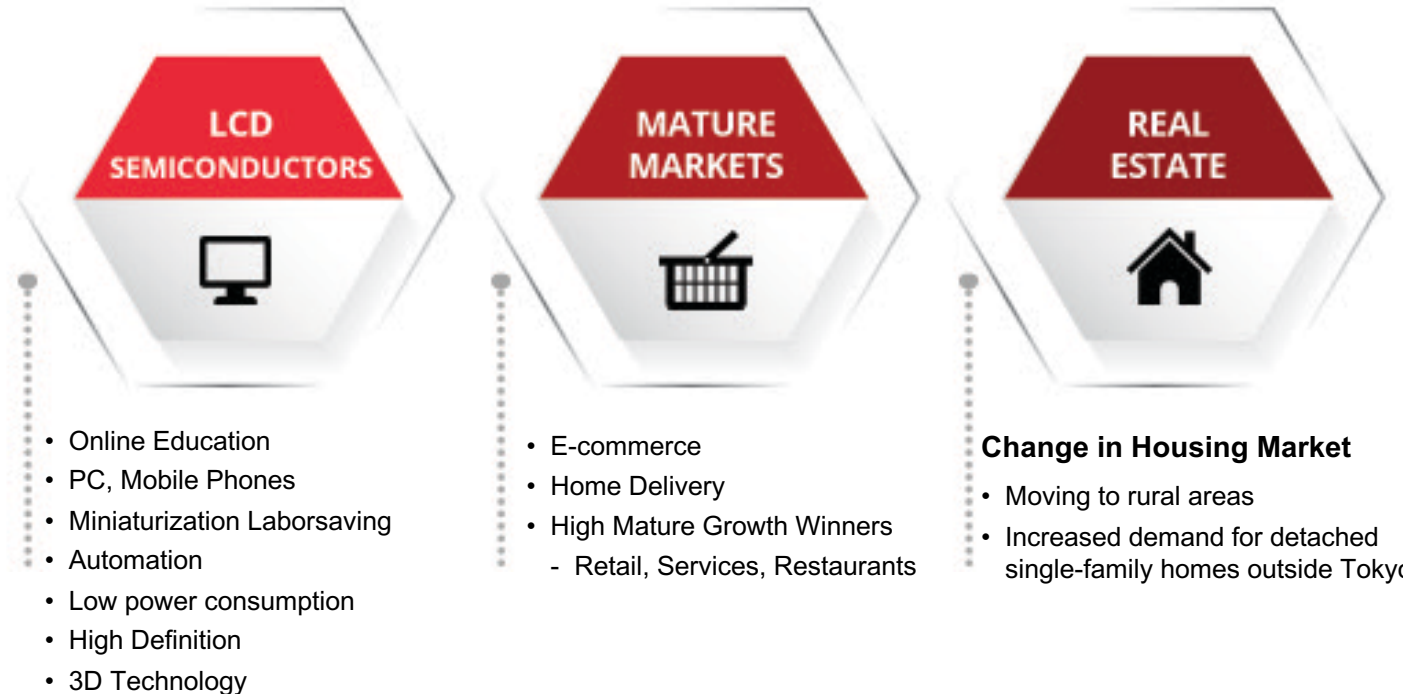 LCD
SEMICONDUCTORS
• Online Education
• PC, Mobile Phones
• Miniaturization Laborsaving
• Automation
• Low power consumption
• High Definition
• 3D Technology
MATURE
MARKETS
• E-commerce
• Home Delivery
• High Mature Growth Winners
- Retail, Services, Restaurants
REAL
ESTATE
Change in Housing Market
• Moving to rural areas
• Increased demand for detached
single-family homes outside